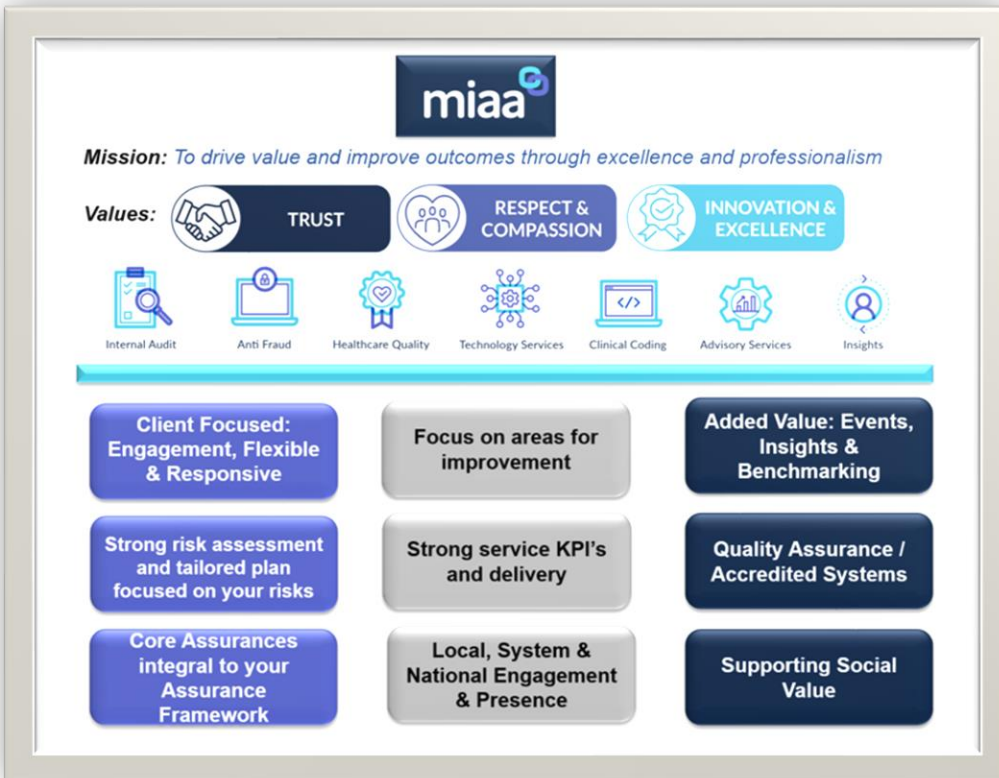 miaa
Mission: To drive value and improve outcomes through excellence and professionalism
Values:
TRUST
RESPECT &
COMPASSION
INNOVATION &
EXCELLENCE
Internal Audit
Anti Fraud
Healthcare Quality
Technology Services
Clinical Coding
Advisory Services
Insights
Client Focused:
Engagement, Flexible
& Responsive
Focus on areas for
improvement
Added Value: Events,
Insights &
Benchmarking
Strong risk assessment
and tailored plan
focused on your risks
Strong service KPI's
and delivery
Quality Assurance /
Accredited Systems
Core Assurances
integral to your
Assurance
Framework
Local, System &
National Engagement
& Presence
Supporting Social
Value